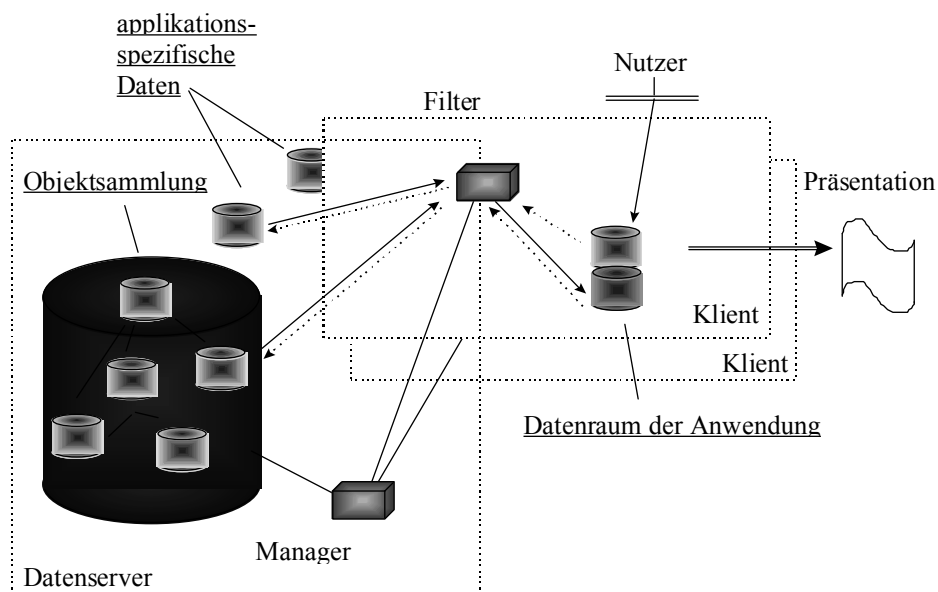 applikations-
spezifische
Daten
Nutzer
Filter
Objektsammlung
Präsentation
Klient
Klient
Datenraum der Anwendung
Manager
Datenserver